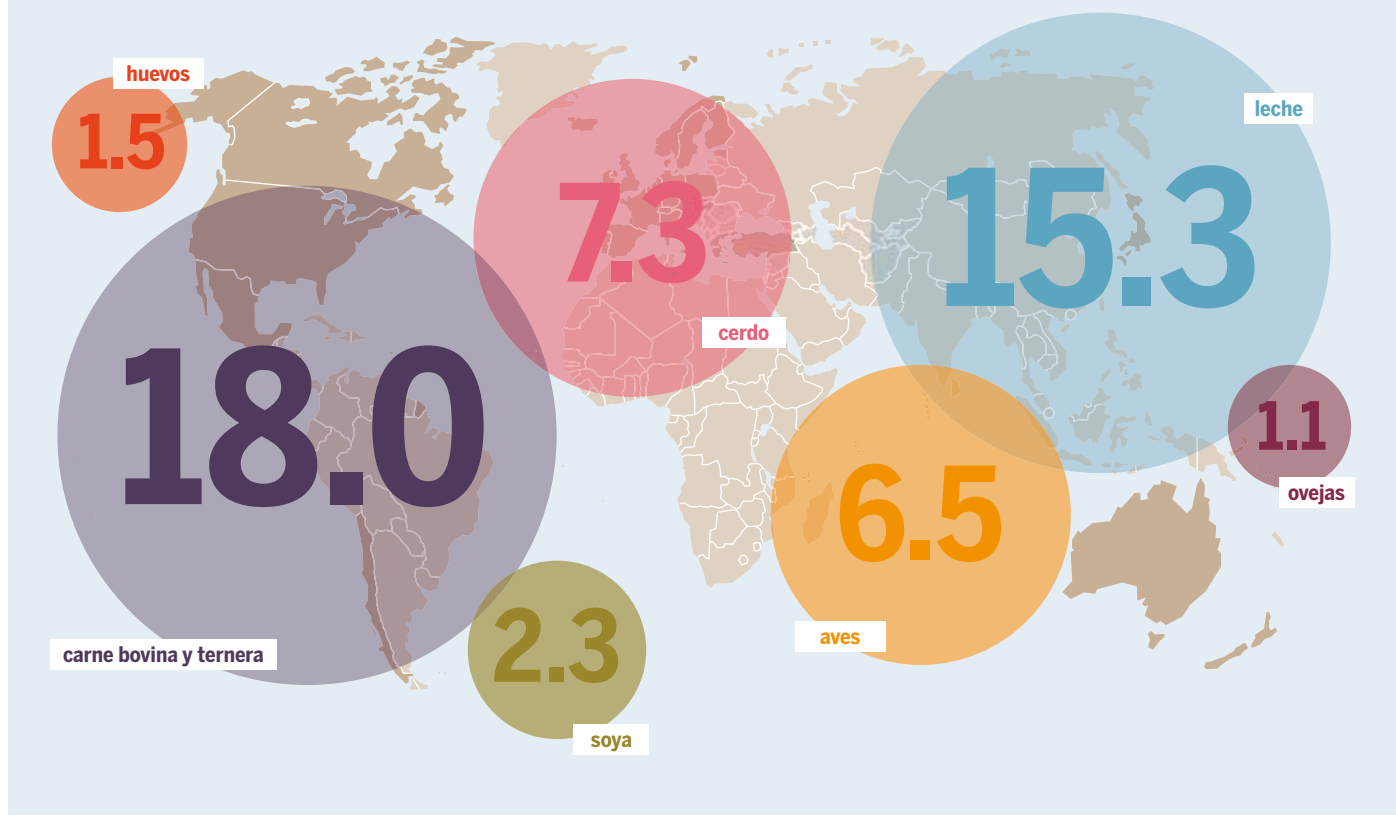 huevos
1.5
leche
15.3
7.3
cerdo
18.0
carne bovina y ternera
1.1
ovejas
6.5
aves
2.3
soya